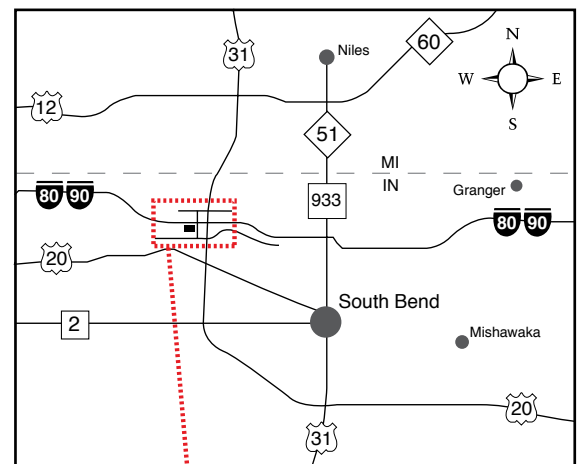 31
Niles
60
N
W
E
S
12
51
MI
IN
80 90
933
Granger
80 90
20
South Bend
2
Mishawaka
20
31